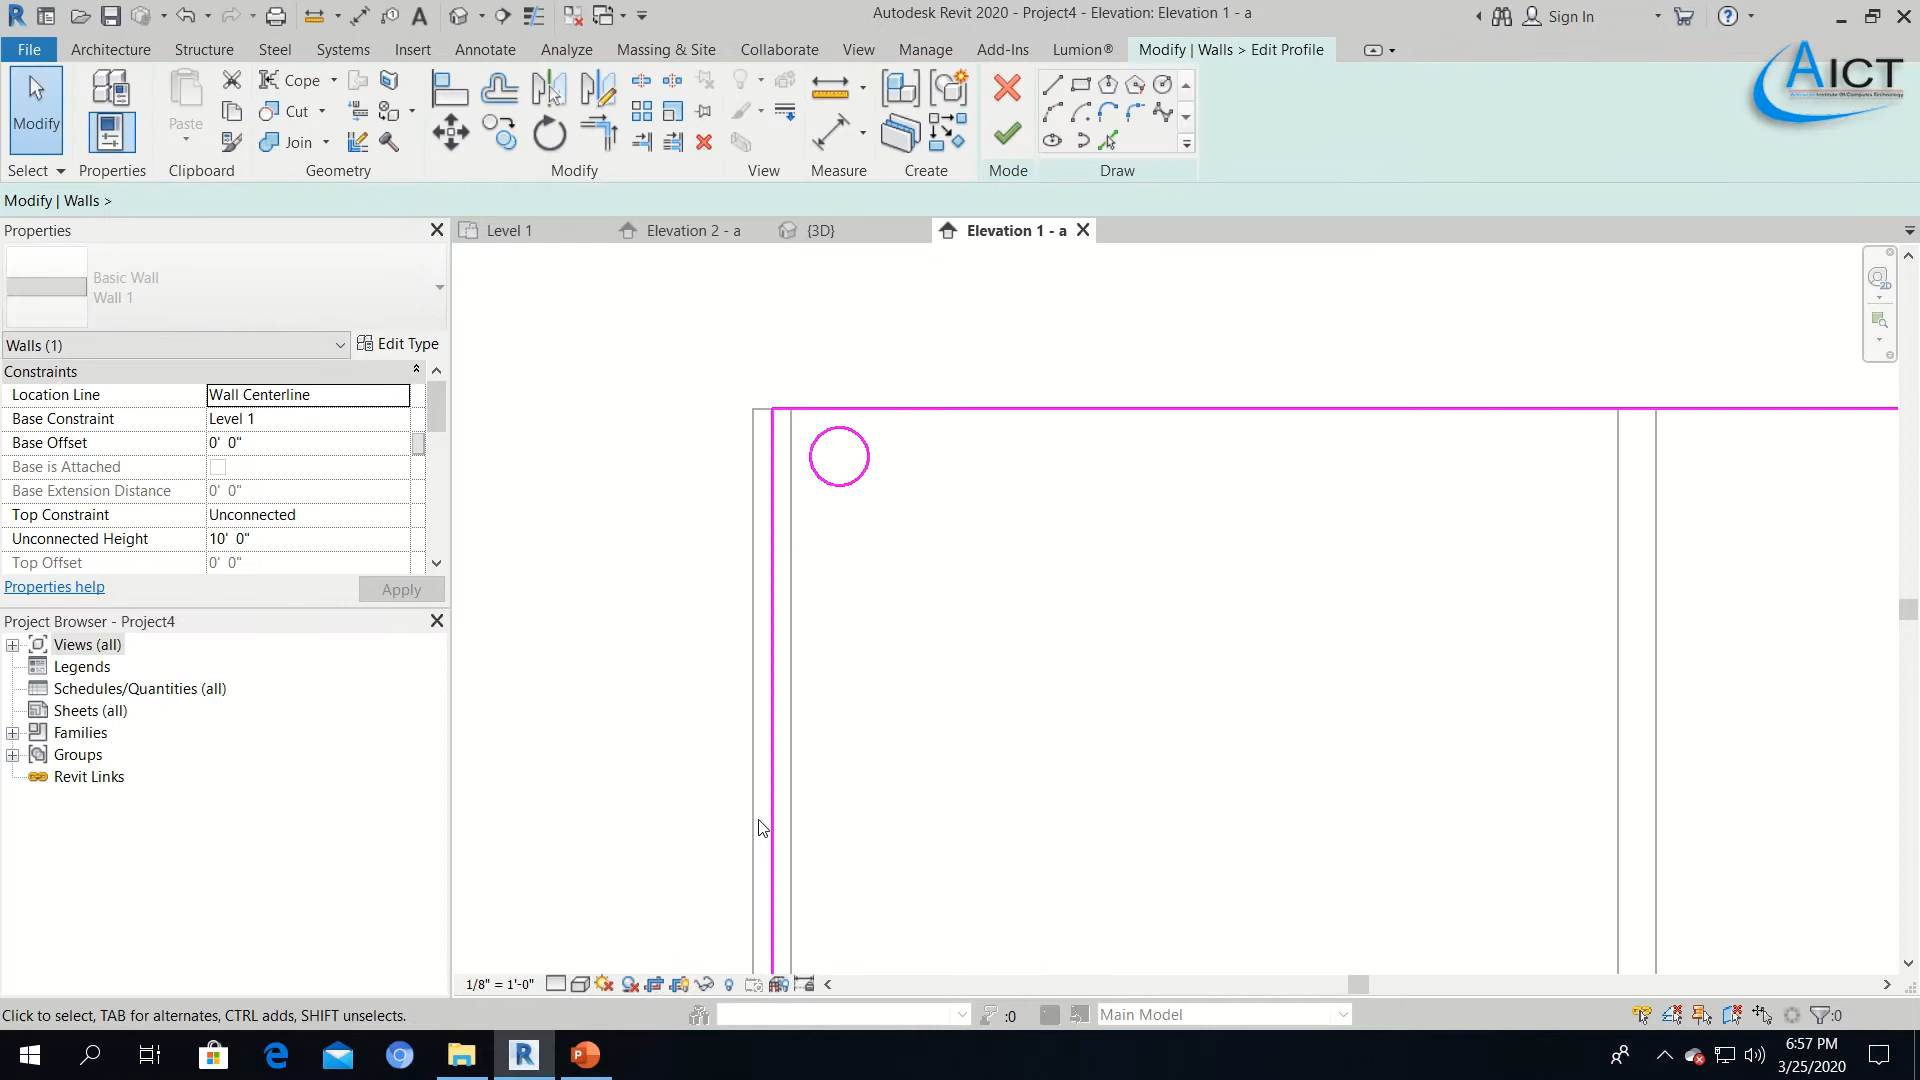 Autodesk Revit 2020 - Project4 - Elevation: Elevation 1 - a
Sign In
File Architecture Structure Steel Systems Insert Annotate Analyze Massing & Site Collaborate View Manage Add-Ins Lumion® Modify | Walls > Edit Profile
AICT
Modify
Paste
Cope
Cut
Join
Select Properties Clipboard Geometry Modify View Measure Create Mode Draw
Modify | Walls >
Properties
Level 1 Elevation 2 - a {3D} Elevation 1 - a
Basic Wall
Wall 1
Walls (1) Edit Type
Constraints
Location Line Wall Centerline
Base Constraint Level 1
Base Offset 0' 0"
Base is Attached
Base Extension Distance 0' 0"
Top Constraint Unconnected
Unconnected Height 10' 0"
Top Offset 0' 0"
Properties help Apply
Project Browser - Project4
Views (all)
Legends
Schedules/Quantities (all)
Sheets (all)
Families
Groups
Revit Links
2D
1/8" = 1'-0"
Click to select, TAB for alternates, CTRL adds, SHIFT unselects.
:0
Main Model
:0
6:57 PM
3/25/2020